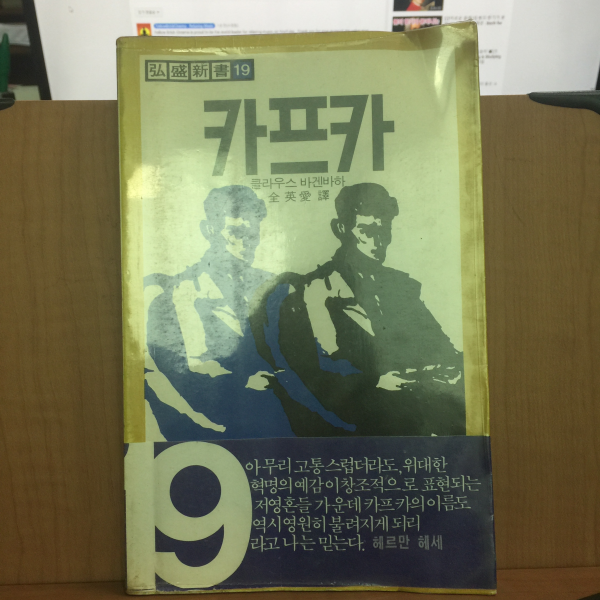 弘盛新書 19
카프카
클라우스 바겐바하
全英愛 譯
9
아무리 고통스럽더라도, 위대한
혁명의 예감이 창조적으로 표현되는
저 영혼들 가운데 카프카의 이름도
역시 영원히 불려지게 되리
라고 나는 믿는다. 헤르만 헤세